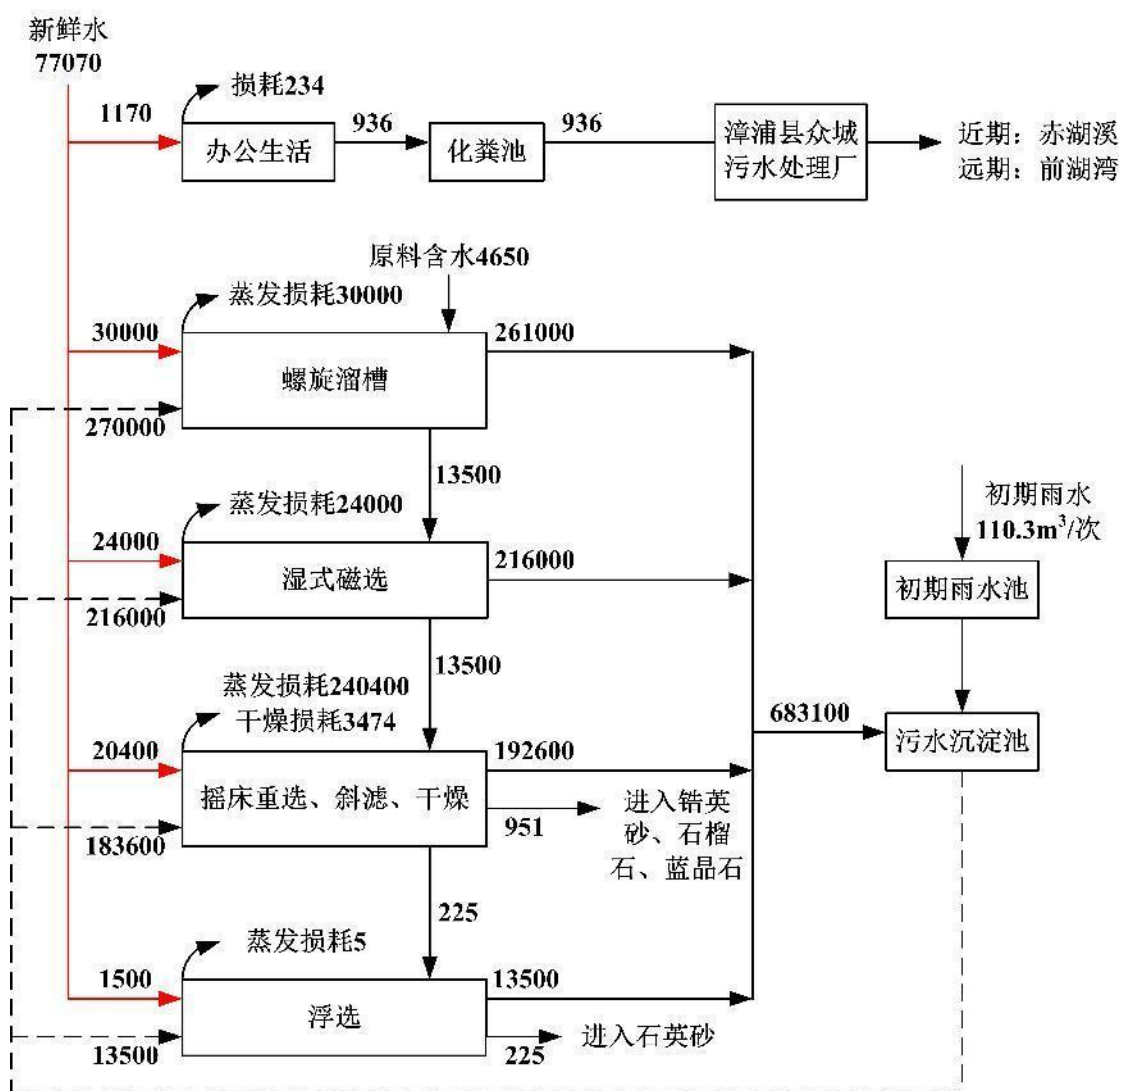 新鲜水
77070
1170
损耗234
办公生活
936
化粪池
936
漳浦县众城
污水处理厂
近期：赤湖溪
远期：前湖湾
原料含水4650
蒸发损耗30000
30000
螺旋溜槽
261000
270000
13500
蒸发损耗24000
24000
湿式磁选
216000
216000
初期雨水
110.3m³/次
初期雨水池
13500
蒸发损耗240400
干燥损耗3474
20400
摇床重选、斜滤、干燥
192600
683100
污水沉淀池
183600
951
进入锆英
砂、石榴
石、蓝晶石
225
蒸发损耗5
1500
浮选
13500
13500
225
进入石英砂